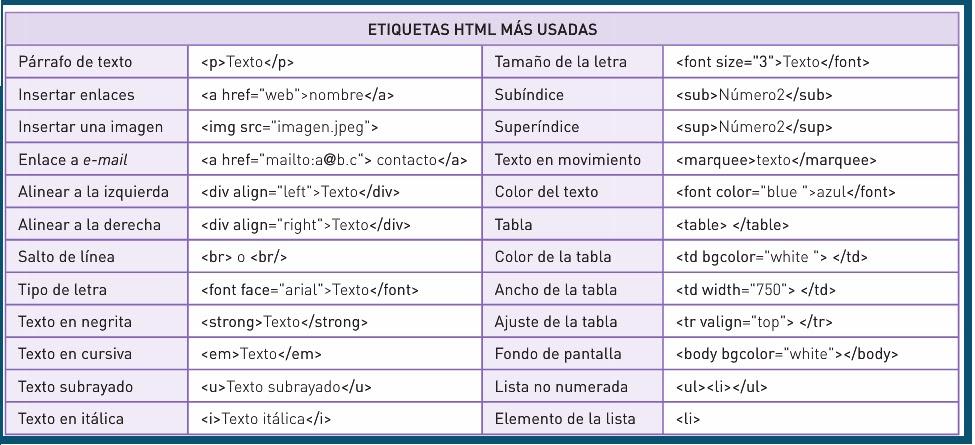 ETIQUETAS HTML MÁS USADAS
Párrafo de texto <p>Texto</p> Tamaño de la letra <font size="3">Texto</font>
Insertar enlaces <a href="web">nombre</a> Subíndice <sub>Número2</sub>
Insertar una imagen <img src="imagen.jpeg"> Superíndice <sup>Número2</sup>
Enlace a e-mail <a href="mailto:a@b.c"> contacto</a> Texto en movimiento <marquee>texto</marquee>
Alinear a la izquierda <div align="left">Texto</div> Color del texto <font color="blue ">azul</font>
Alinear a la derecha <div align="right">Texto</div> Tabla <table> </table>
Salto de línea <br> o <br/> Color de la tabla <td bgcolor="white "> </td>
Tipo de letra <font face="arial">Texto</font> Ancho de la tabla <td width="750"> </td>
Texto en negrita <strong>Texto</strong> Ajuste de la tabla <tr valign="top"> </tr>
Texto en cursiva <em>Texto</em> Fondo de pantalla <body bgcolor="white"></body>
Texto subrayado <u>Texto subrayado</u> Lista no numerada <ul><li></ul>
Texto en itálica <i>Texto itálica</i> Elemento de la lista <li>